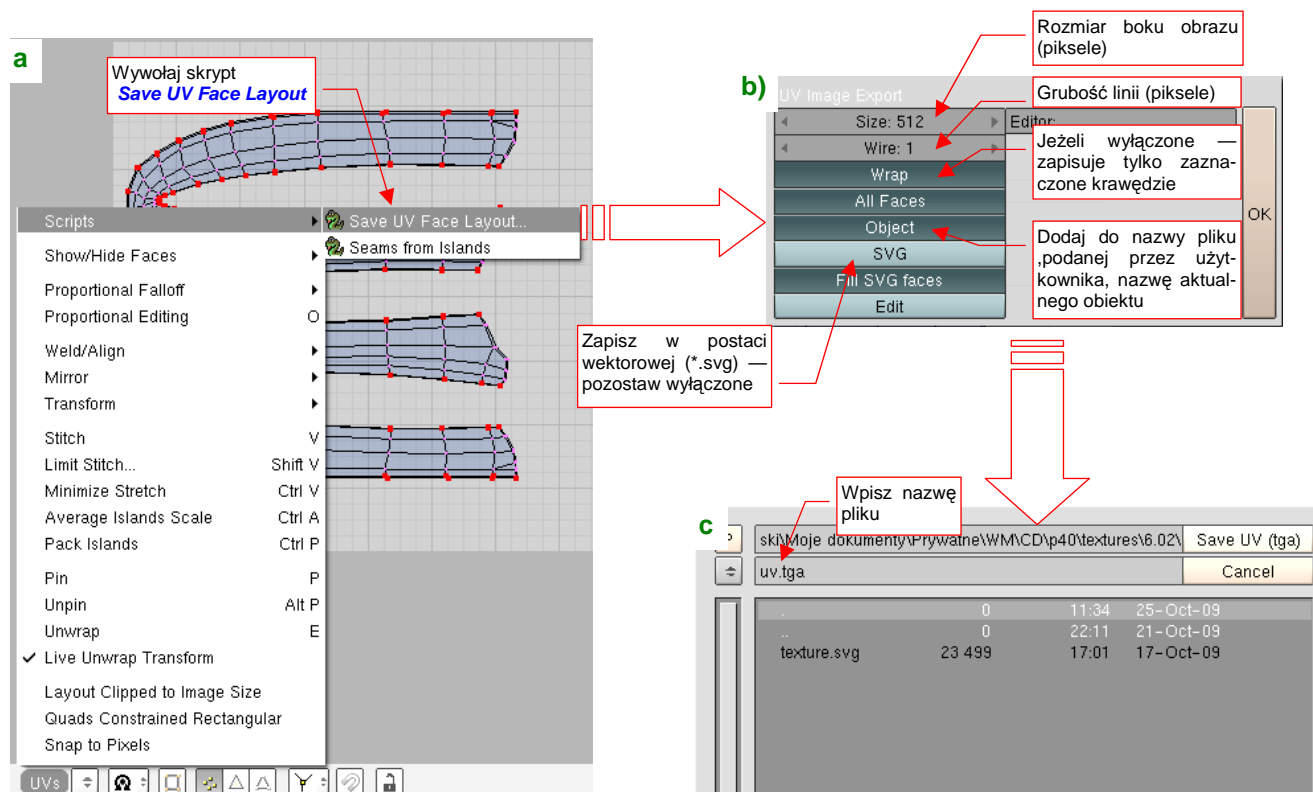 a
Wywołaj skrypt
Save UV Face Layout
Scripts
Save UV Face Layout...
Seams from Islands
Show/Hide Faces
Proportional Falloff
Proportional Editing O
Weld/Align
Mirror
Transform
Stitch V
Limit Stitch... Shift V
Minimize Stretch Ctrl V
Average Islands Scale Ctrl A
Pack Islands Ctrl P
Pin P
Unpin Alt P
Unwrap E
Live Unwrap Transform
Layout Clipped to Image Size
Quads Constrained Rectangular
Snap to Pixels
UVs
b)
Rozmiar boku obrazu
(piksele)
Grubość linii (piksele)
Jeżeli wyłączone —
zapisuje tylko zazna-
czone krawędzie
Dodaj do nazwy pliku
,podanej przez użyt-
kownika, nazwę aktual-
nego obiektu
Zapisz w postaci
wektorowej (*.svg) —
pozostaw wyłączone
UV Image Export
Size: 512
Editor:
Wire: 1
Wrap
All Faces
Object
SVG
Fill SVG faces
Edit
OK
c
Wpisz nazwę
pliku
P
ski\Moje dokumenty\Prywatne\WM\CD\p40\textures\6.02\
Save UV (tga)
uv.tga
Cancel
. 0 11:34 25-Oct-09
.. 0 22:11 21-Oct-09
texture.svg 23 499 17:01 17-Oct-09